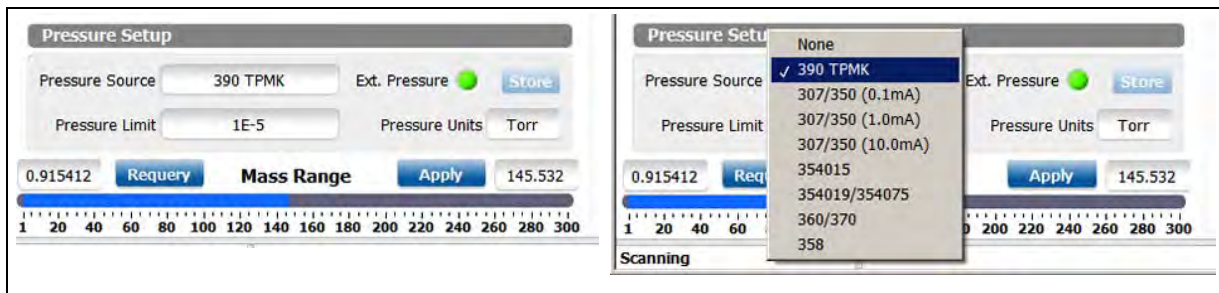 Pressure Setup
Pressure Source 390 TPMK Ext. Pressure Store
Pressure Limit 1E-5 Pressure Units Torr
0.915412 Requery Mass Range Apply 145.532
1 20 40 60 80 100 120 140 160 180 200 220 240 260 280 300
Pressure Setu
Pressure Source Ext. Pressure Store
Pressure Limit Pressure Units Torr
None
✓ 390 TPMK
307/350 (0.1mA)
307/350 (1.0mA)
307/350 (10.0mA)
354015
354019/354075
360/370
358
0.915412 Requ Apply 145.532
1 20 40 60 0 200 220 240 260 280 300
Scanning